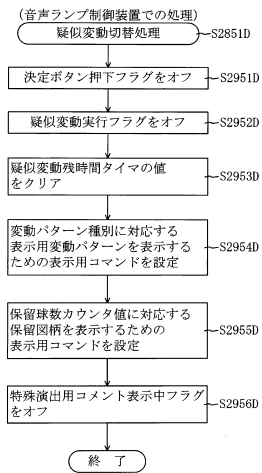 (音声ランプ制御装置での処理)
疑似変動切替処理
S2851D
決定ボタン押下フラグをオフ
S2951D
疑似変動実行フラグをオフ
S2952D
疑似変動残時間タイマの値
をクリア
S2953D
変動パターン種別に対応する
表示用変動パターンを表示する
ための表示用コマンドを設定
S2954D
保留球数カウンタ値に対応する
保留図柄を表示するための
表示用コマンドを設定
S2955D
特殊演出用コメント表示中フラグ
をオフ
S2956D
終 了